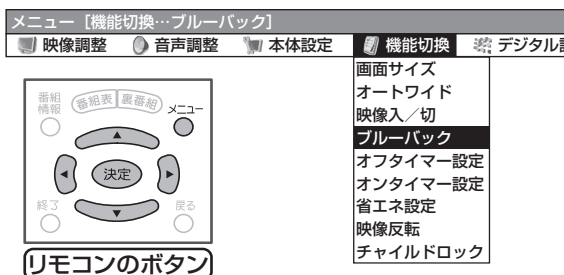 メニュー［機能切換…ブルーバック］
映像調整 音声調整 本体設定 機能切換 デジタル
画面サイズ
オートワイド
映像入／切
ブルーバック
オフタイマー設定
オンタイマー設定
省エネ設定
映像反転
チャイルドロック
番組情報 番組表 裏番組 メニュー
決定
終了 戻る
リモコンのボタン